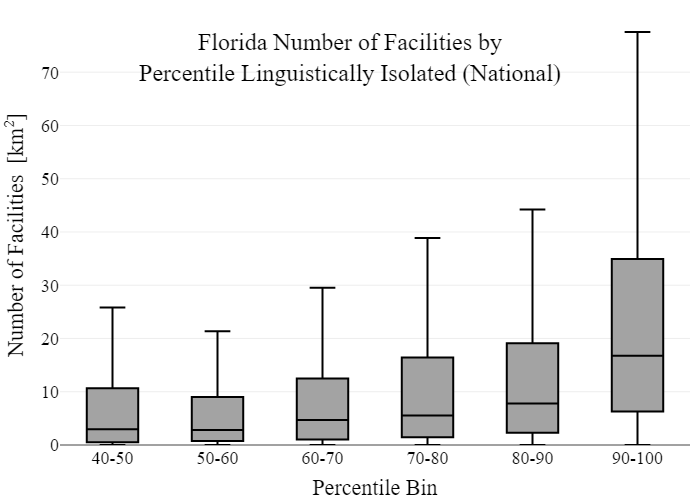 Florida Number of Facilities by
Percentile Linguistically Isolated (National)
Number of Facilities [km²]
70
60
50
40
30
20
10
0
40-50 50-60 60-70 70-80 80-90 90-100
Percentile Bin